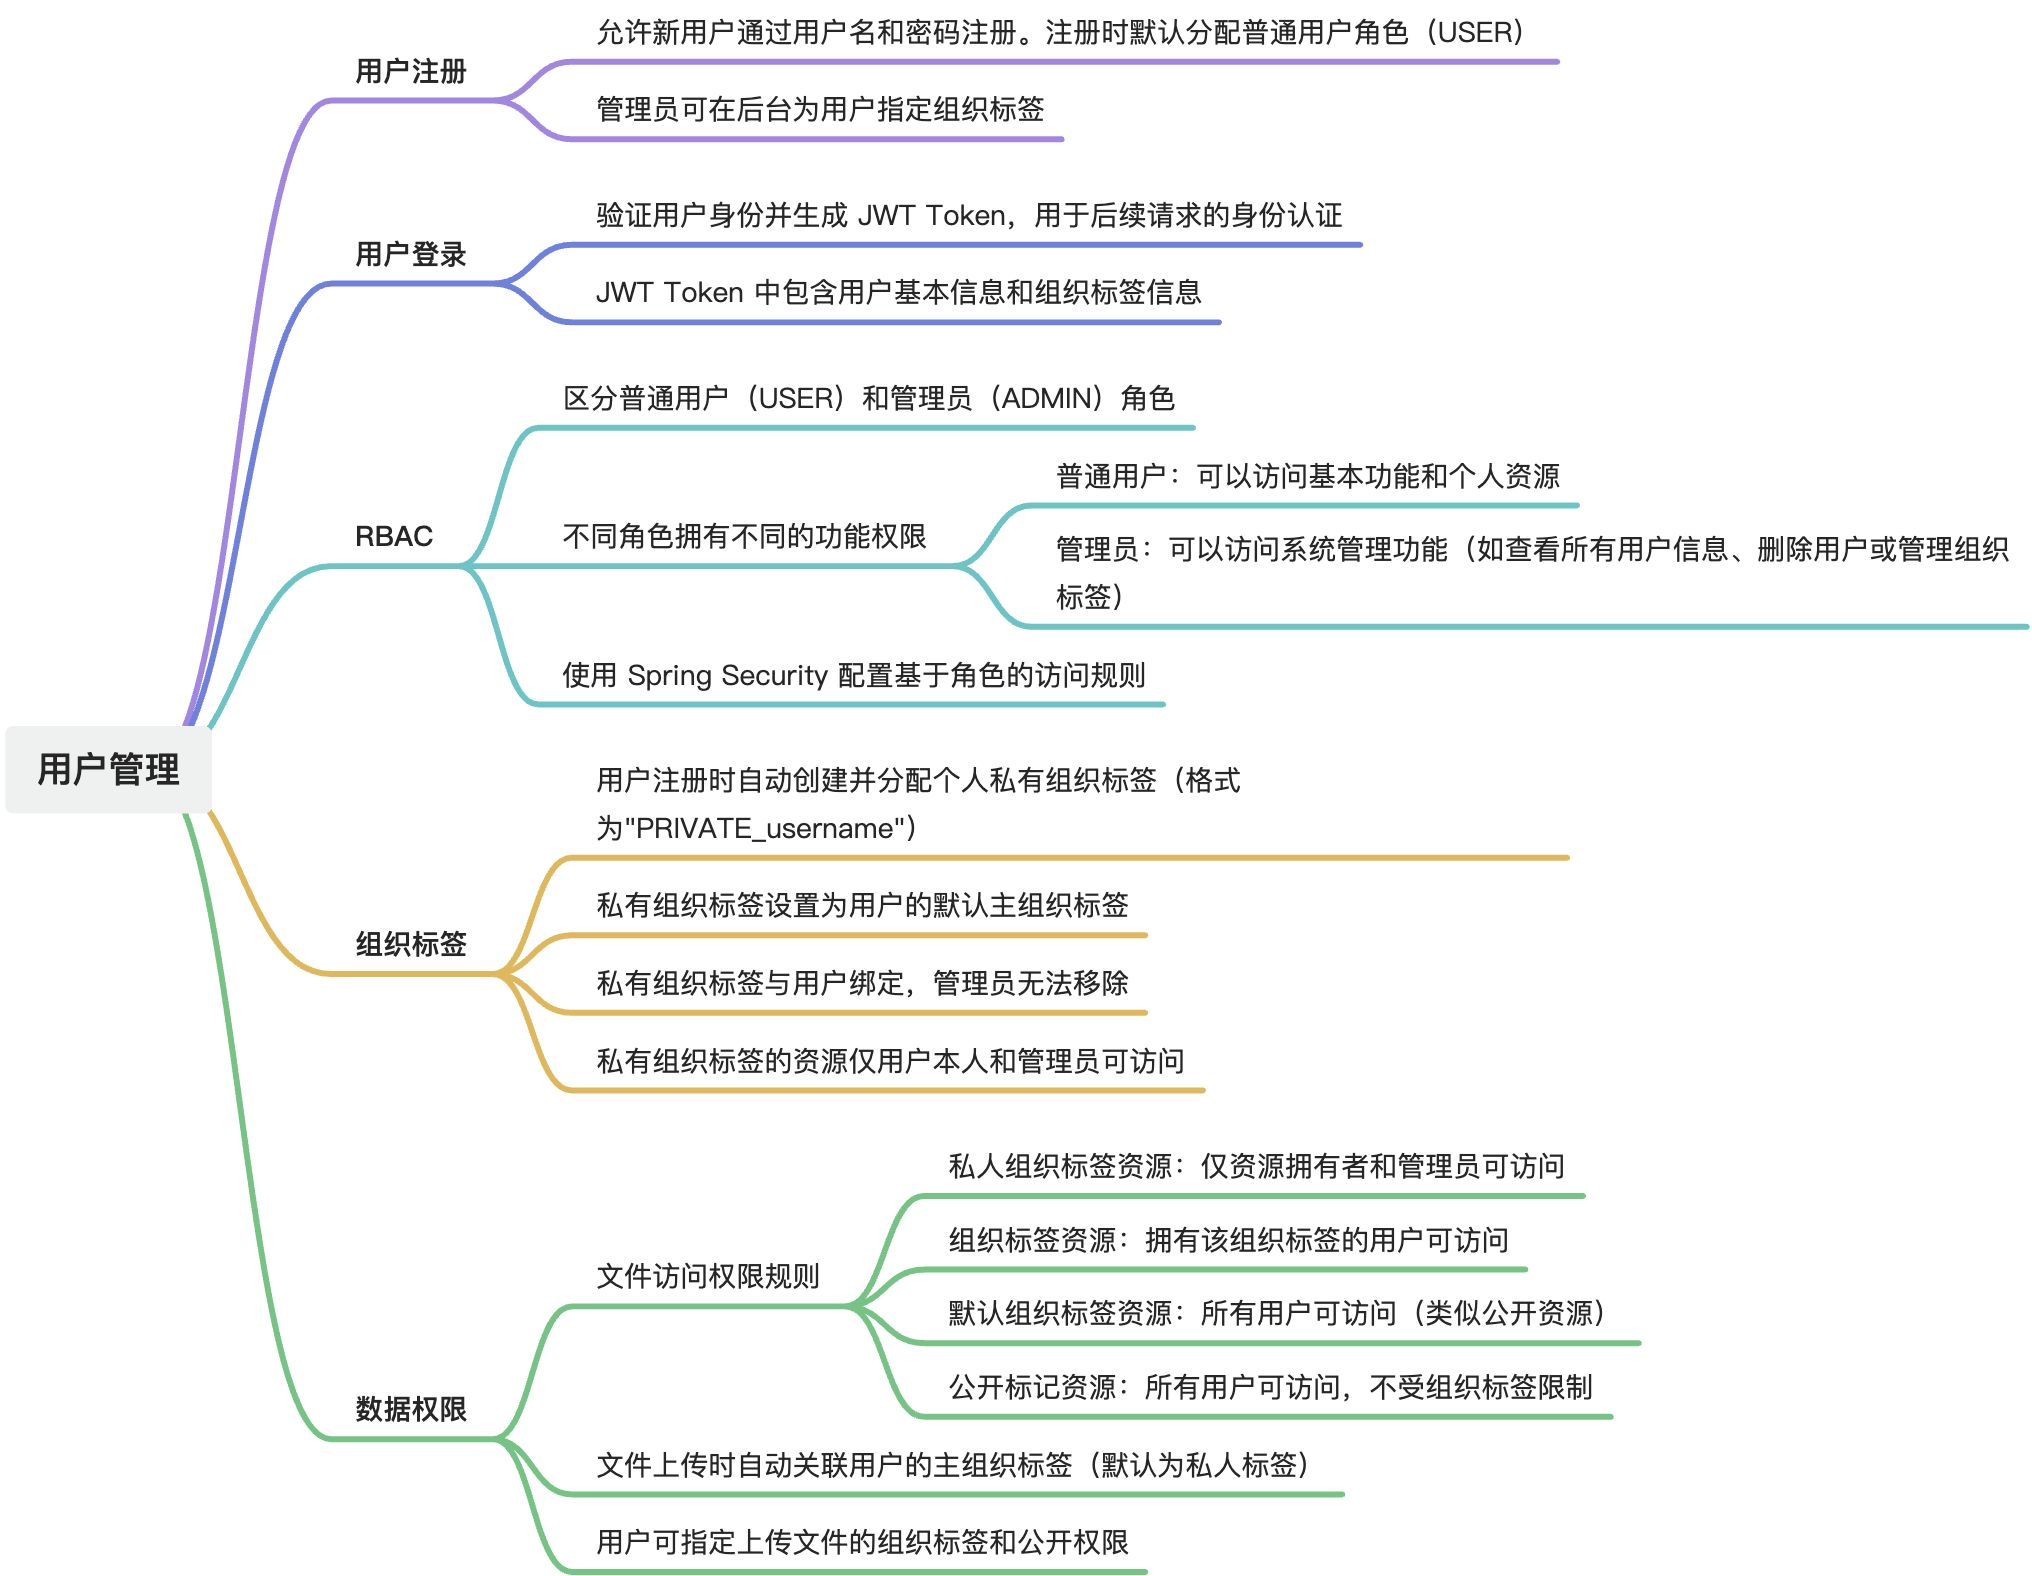 用户管理
用户注册
允许新用户通过用户名和密码注册。注册时默认分配普通用户角色（USER）
管理员可在后台为用户指定组织标签
用户登录
验证用户身份并生成 JWT Token，用于后续请求的身份认证
JWT Token 中包含用户基本信息和组织标签信息
RBAC
区分普通用户（USER）和管理员（ADMIN）角色
不同角色拥有不同的功能权限
普通用户：可以访问基本功能和个人资源
管理员：可以访问系统管理功能（如查看所有用户信息、删除用户或管理组织
标签）
使用 Spring Security 配置基于角色的访问规则
组织标签
用户注册时自动创建并分配个人私有组织标签（格式
为"PRIVATE_username"）
私有组织标签设置为用户的默认主组织标签
私有组织标签与用户绑定，管理员无法移除
私有组织标签的资源仅用户本人和管理员可访问
数据权限
文件访问权限规则
私人组织标签资源：仅资源拥有者和管理员可访问
组织标签资源：拥有该组织标签的用户可访问
默认组织标签资源：所有用户可访问（类似公开资源）
公开标记资源：所有用户可访问，不受组织标签限制
文件上传时自动关联用户的主组织标签（默认为私人标签）
用户可指定上传文件的组织标签和公开权限